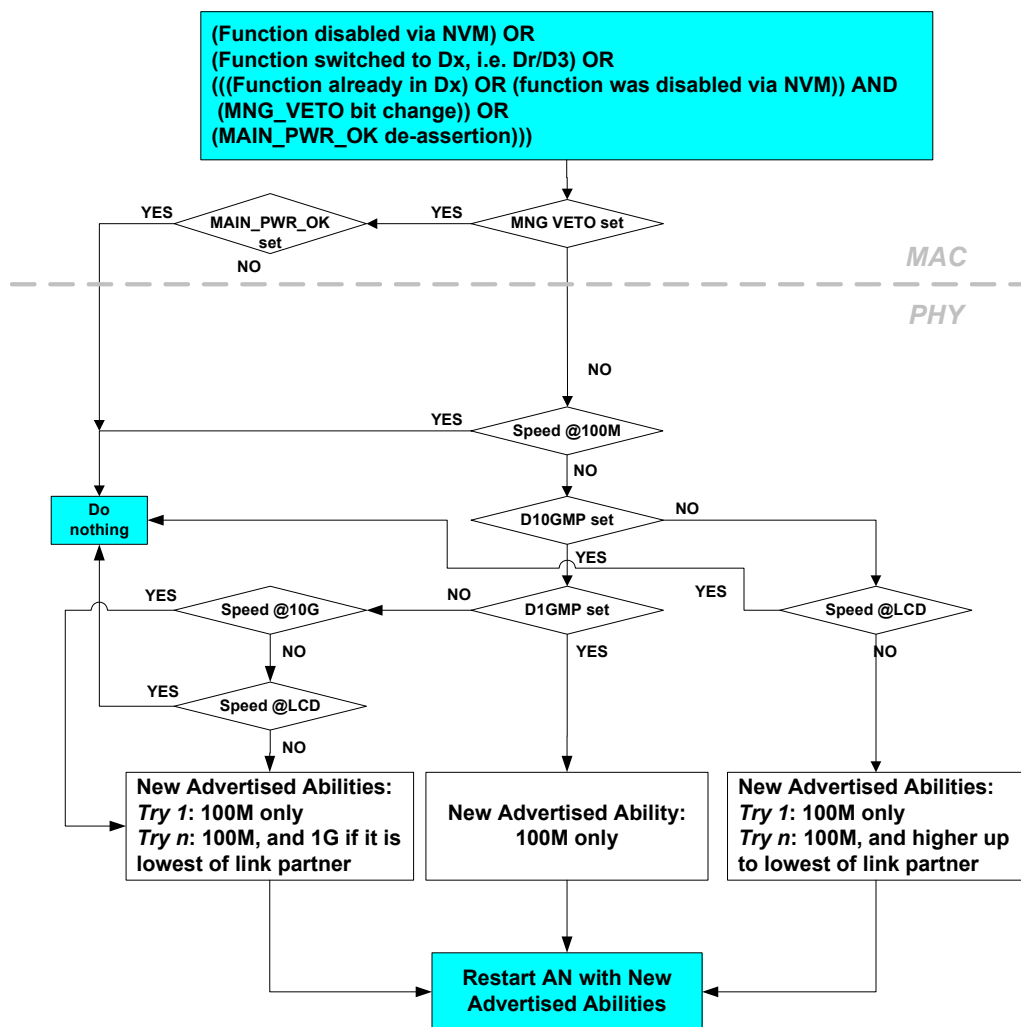 (Function disabled via NVM) OR
(Function switched to Dx, i.e. Dr/D3) OR
(((Function already in Dx) OR (function was disabled via NVM)) AND
(MNG_VETO bit change)) OR
(MAIN_PWR_OK de-assertion)))
YES
MAIN_PWR_OK
set
YES
MNG VETO set
NO
MAC
PHY
NO
YES
Speed @100M
NO
Do
nothing
D10GMP set
NO
YES
YES
Speed @10G
NO
D1GMP set
YES
Speed @LCD
NO
YES
NO
YES
Speed @LCD
NO
New Advertised Abilities:
Try 1: 100M only
Try n: 100M, and 1G if it is
lowest of link partner
New Advertised Ability:
100M only
New Advertised Abilities:
Try 1: 100M only
Try n: 100M, and higher up
to lowest of link partner
Restart AN with New
Advertised Abilities